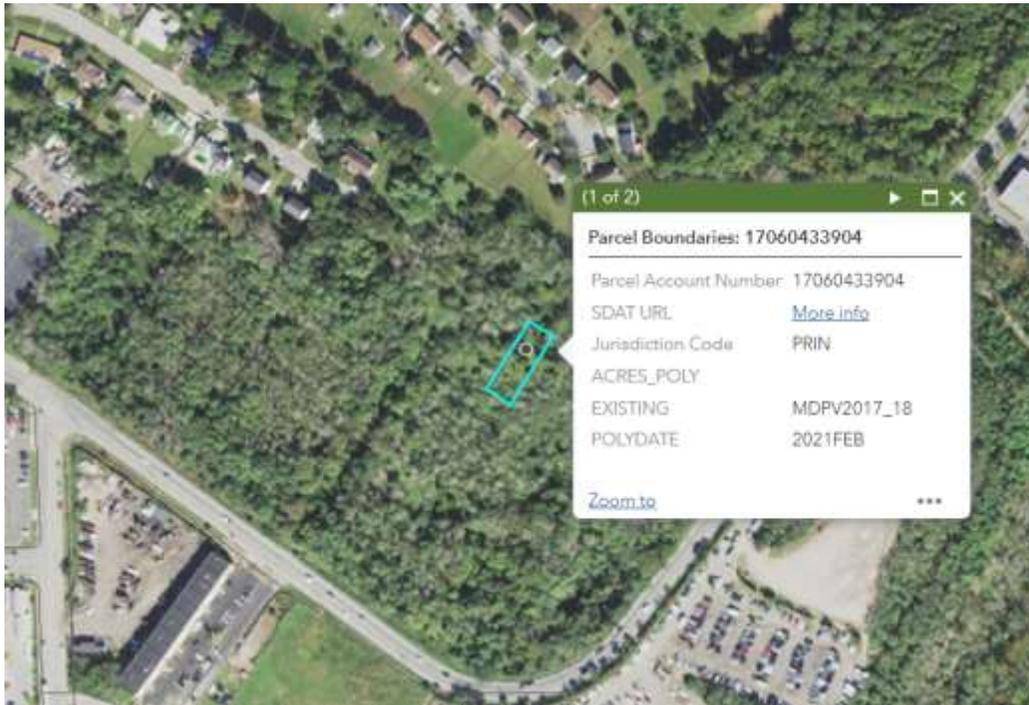 (1 of 2)
Parcel Boundaries: 17060433904
Parcel Account Number 17060433904
SDAT URL More info
Jurisdiction Code PRIN
ACRES_POLY
EXISTING MDPV2017_18
POLYDATE 2021FEB
Zoom to